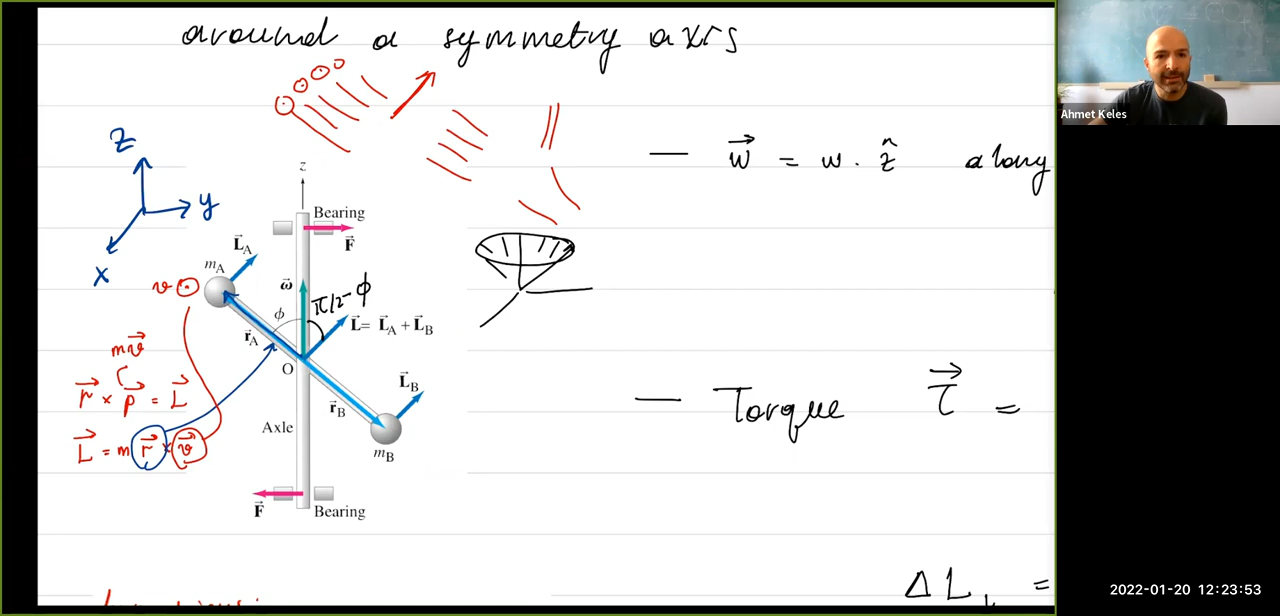 around a symmetry axis
Ahmet Keles
z
y
x
— w⃗ = w . ẑ along
z
Bearing
F⃗
L⃗A
mA
v
ω⃗
π/2-ϕ
ϕ
L⃗ = L⃗A + L⃗B
r⃗A
O
mv⃗
r⃗ × p⃗ = L⃗
L⃗ = m r⃗ × v⃗
L⃗B
r⃗B
Axle
mB
— Torque τ⃗ =
F⃗
Bearing
2022-01-20 12:23:53